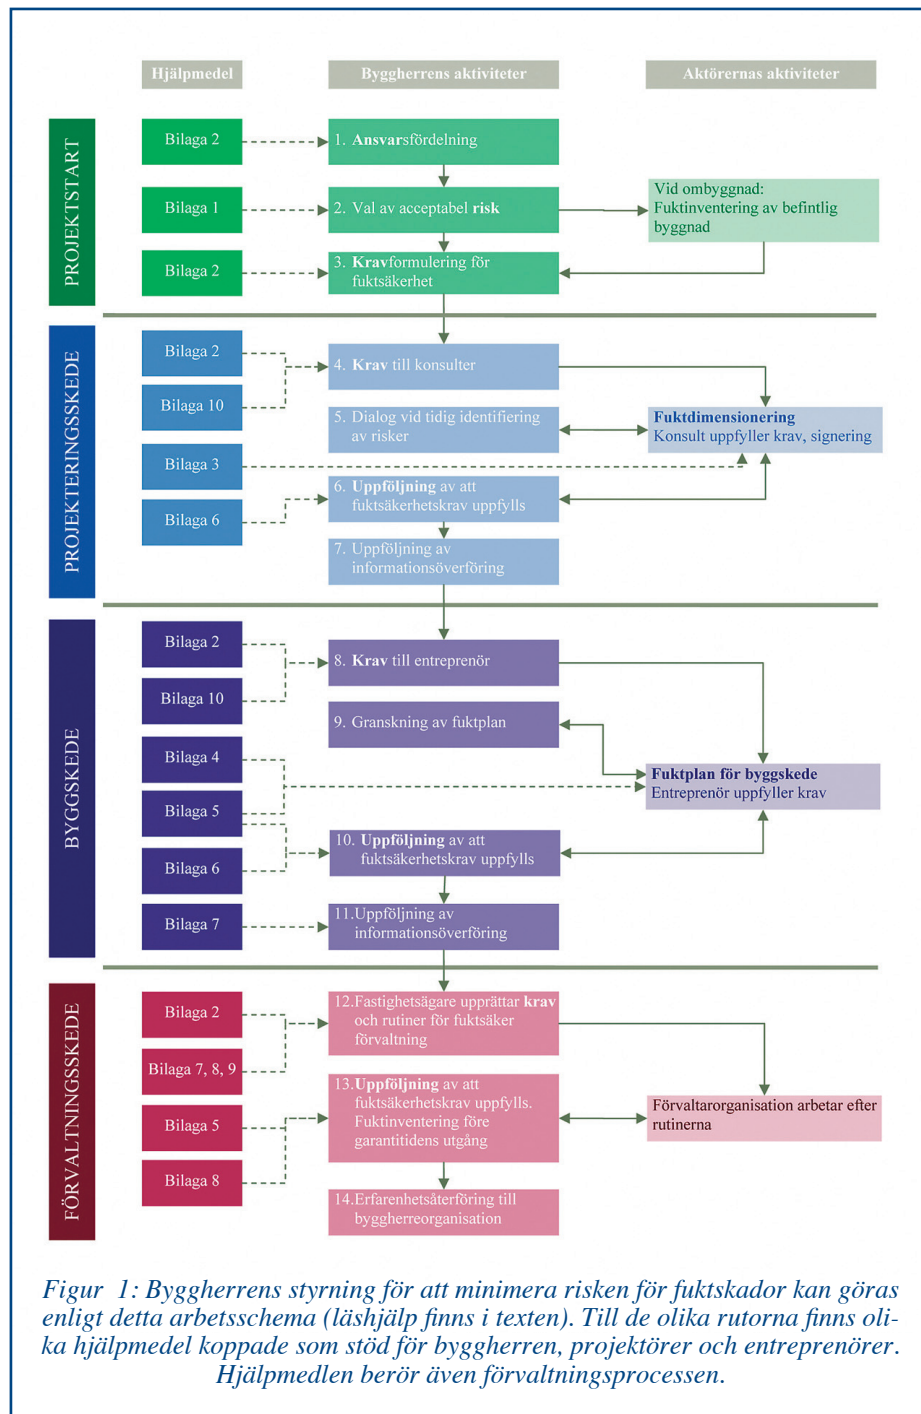 Hjälpmedel
Byggherrens aktiviteter
Aktörernas aktiviteter
PROJEKTSTART
Bilaga 2
1. Ansvarsfördelning
Bilaga 1
2. Val av acceptabel risk
Vid ombyggnad:
Fuktinventering av befintlig
byggnad
Bilaga 2
3. Kravformulering för
fuktsäkerhet
PROJEKTERINGSSKEDE
Bilaga 2
4. Krav till konsulter
Bilaga 10
5. Dialog vid tidig identifiering
av risker
Fuktdimensionering
Konsult uppfyller krav, signering
Bilaga 3
6. Uppföljning av att
fuktsäkerhetskrav uppfylls
Bilaga 6
7. Uppföljning av
informationsöverföring
BYGGSKEDE
Bilaga 2
8. Krav till entreprenör
Bilaga 10
9. Granskning av fuktplan
Bilaga 4
Fuktplan för byggskede
Entreprenör uppfyller krav
Bilaga 5
10. Uppföljning av att
fuktsäkerhetskrav uppfylls
Bilaga 6
Bilaga 7
11.Uppföljning av
informationsöverföring
FÖRVALTNINGSSKEDE
Bilaga 2
12.Fastighetsägare upprättar krav
och rutiner för fuktsäker
förvaltning
Bilaga 7, 8, 9
13.Uppföljning av att
fuktsäkerhetskrav uppfylls.
Fuktinventering före
garantitidens utgång
Förvaltarorganisation arbetar efter
rutinerna
Bilaga 5
Bilaga 8
14.Erfarenhetsåterföring till
byggherreorganisation
Figur 1: Byggherrens styrning för att minimera risken för fuktskador kan göras
enligt detta arbetsschema (läshjälp finns i texten). Till de olika rutorna finns oli-
ka hjälpmedel koppade som stöd för byggherren, projektörer och entreprenörer.
Hjälpmedlen berör även förvaltningsprocessen.